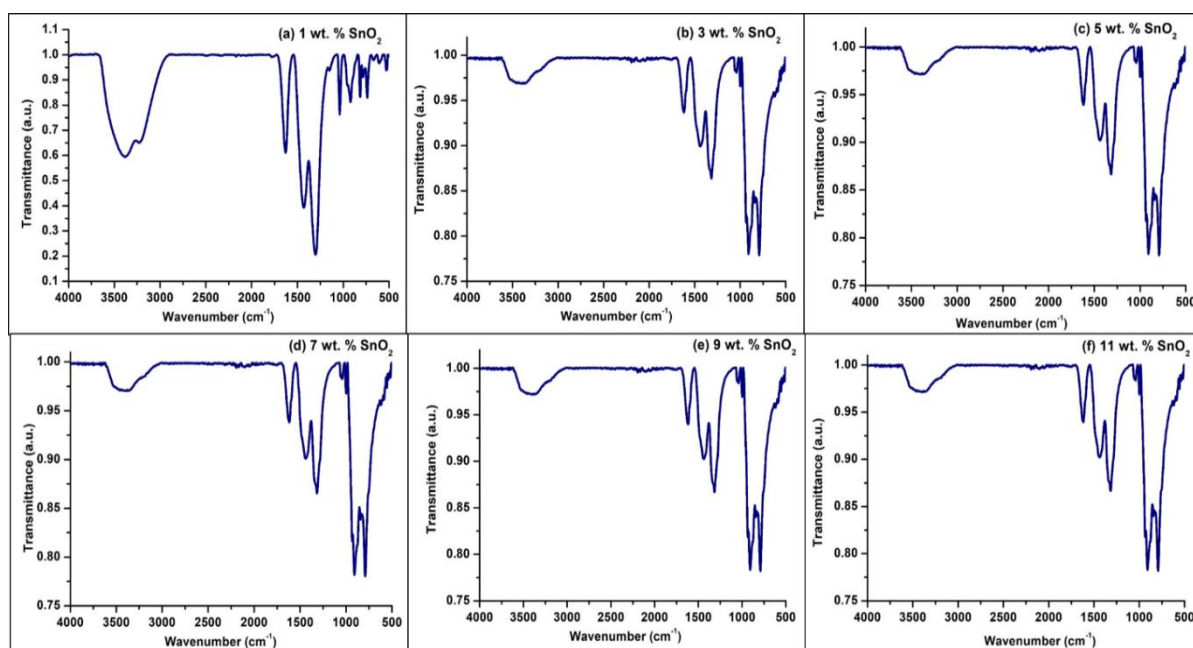 (a) 1 wt. % SnO₂
1.1
1.0
0.9
0.8
0.7
0.6
0.5
0.4
0.3
0.2
0.1
Transmittance (a.u.)
4000 3500 3000 2500 2000 1500 1000 500
Wavenumber (cm⁻¹)
(b) 3 wt. % SnO₂
1.00
0.95
0.90
0.85
0.80
0.75
Transmittance (a.u.)
4000 3500 3000 2500 2000 1500 1000 500
Wavenumber (cm⁻¹)
(c) 5 wt. % SnO₂
1.00
0.95
0.90
0.85
0.80
0.75
Transmittance (a.u.)
4000 3500 3000 2500 2000 1500 1000 500
Wavenumber (cm⁻¹)
(d) 7 wt. % SnO₂
1.00
0.95
0.90
0.85
0.80
0.75
Transmittance (a.u.)
4000 3500 3000 2500 2000 1500 1000 500
Wavenumber (cm⁻¹)
(e) 9 wt. % SnO₂
1.00
0.95
0.90
0.85
0.80
0.75
Transmittance (a.u.)
4000 3500 3000 2500 2000 1500 1000 500
Wavenumber (cm⁻¹)
(f) 11 wt. % SnO₂
1.00
0.95
0.90
0.85
0.80
0.75
Transmittance (a.u.)
4000 3500 3000 2500 2000 1500 1000 500
Wavenumber (cm⁻¹)